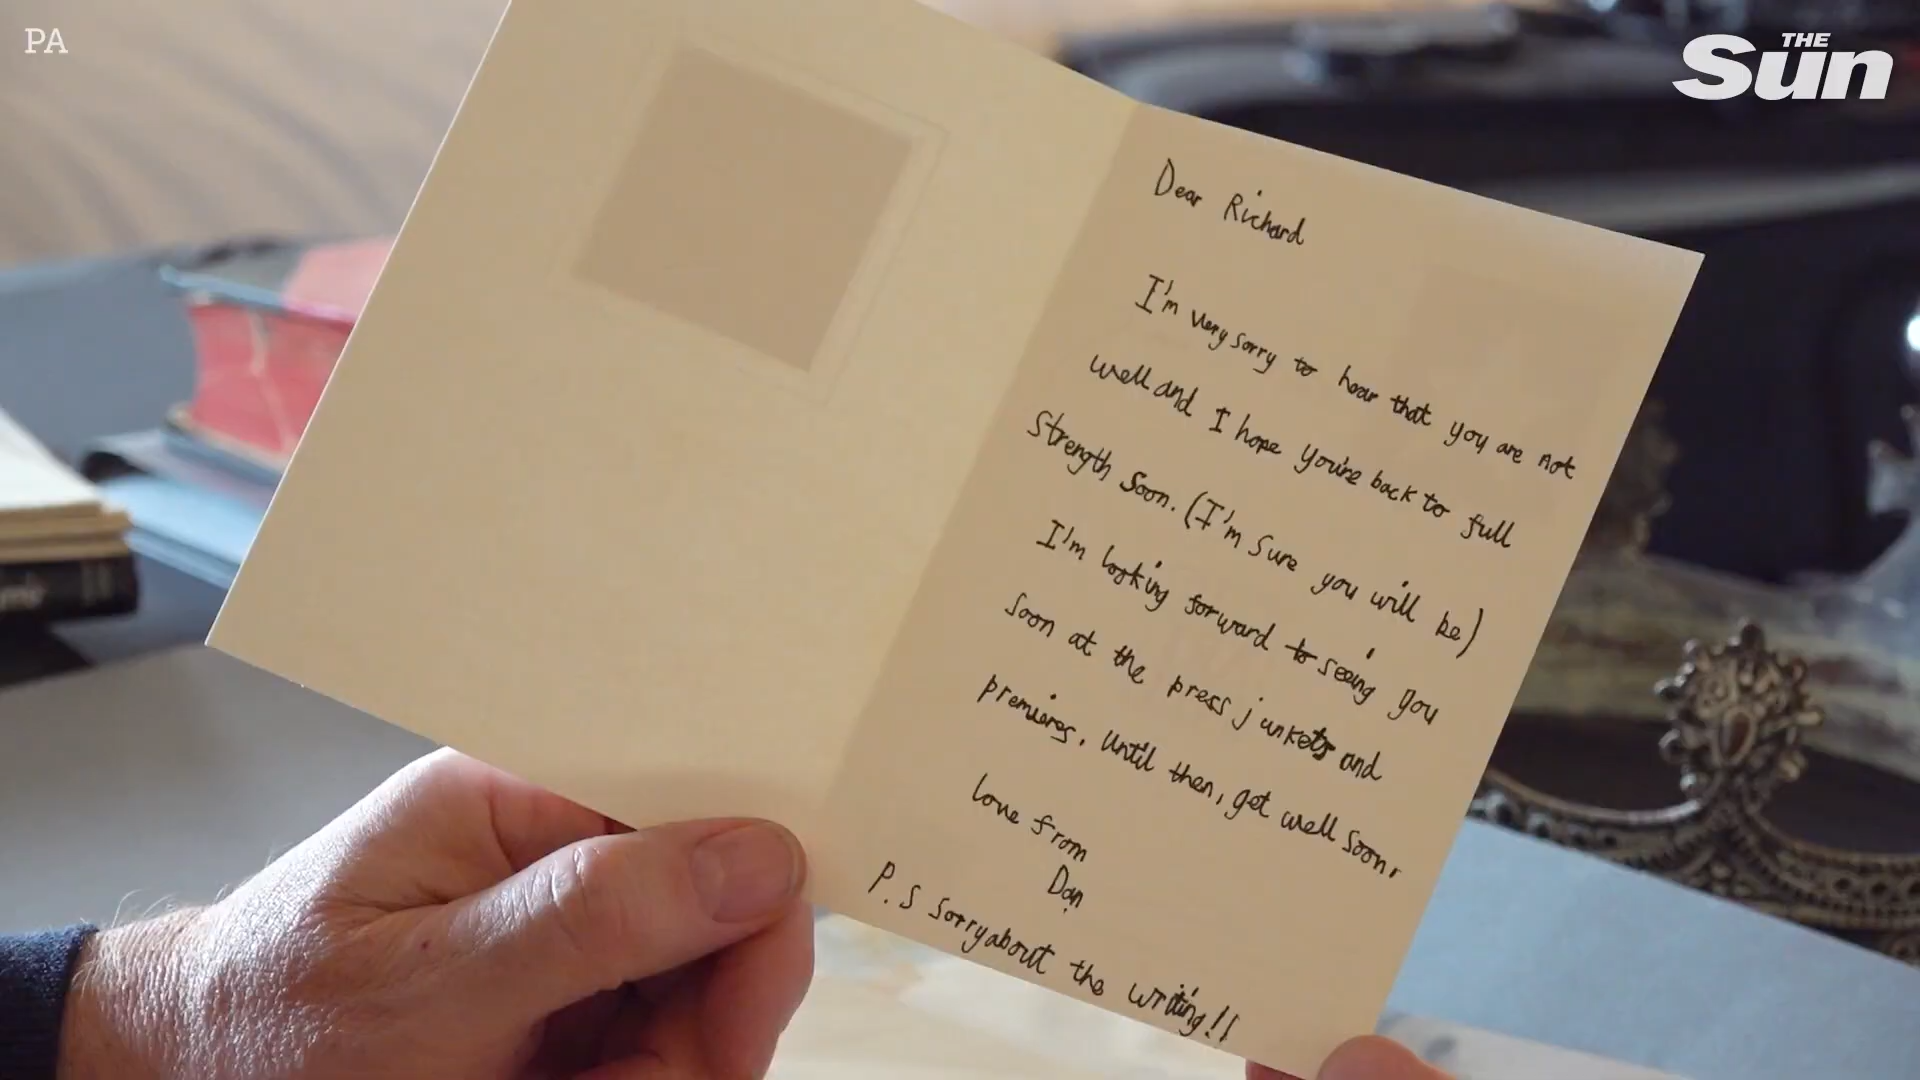 PA
THE
Sun
Dear Richard
I'm very sorry to hear that you are not
well and I hope you're back to full
strength soon. (I'm sure you will be)
I'm looking forward to seeing you
soon at the press junkets and
premieres. Until then, get well soon.
love from
Dan
P.S sorry about the writing!!